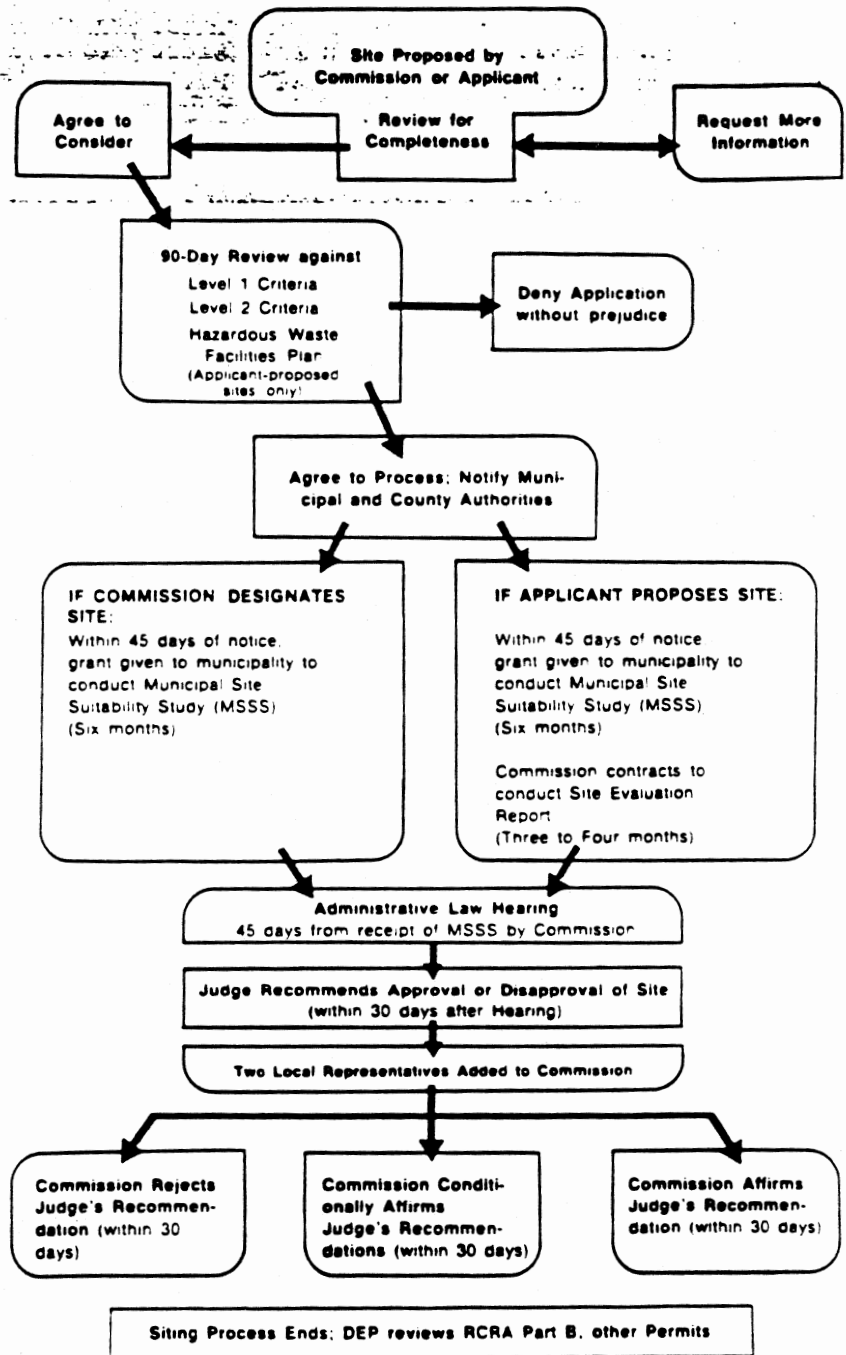 Site Proposed by
Commission or Applicant
Agree to
Consider
Review for
Completeness
Request More
Information
90-Day Review against
Level 1 Criteria
Level 2 Criteria
Hazardous Waste
Facilities Plan
(Applicant-proposed
sites only)
Deny Application
without prejudice
Agree to Process; Notify Muni-
cipal and County Authorities
IF COMMISSION DESIGNATES
SITE:
Within 45 days of notice,
grant given to municipality to
conduct Municipal Site
Suitability Study (MSSS)
(Six months)
IF APPLICANT PROPOSES SITE:
Within 45 days of notice
grant given to municipality to
conduct Municipal Site
Suitability Study (MSSS)
(Six months)
Commission contracts to
conduct Site Evaluation
Report
(Three to Four months)
Administrative Law Hearing
45 days from receipt of MSSS by Commission
Judge Recommends Approval or Disapproval of Site
(within 30 days after Hearing)
Two Local Representatives Added to Commission
Commission Rejects
Judge's Recommen-
dation (within 30
days)
Commission Conditi-
onally Affirms
Judge's Recommen-
dations (within 30 days)
Commission Affirms
Judge's Recommen-
dation (within 30 days)
Siting Process Ends; DEP reviews RCRA Part B, other Permits